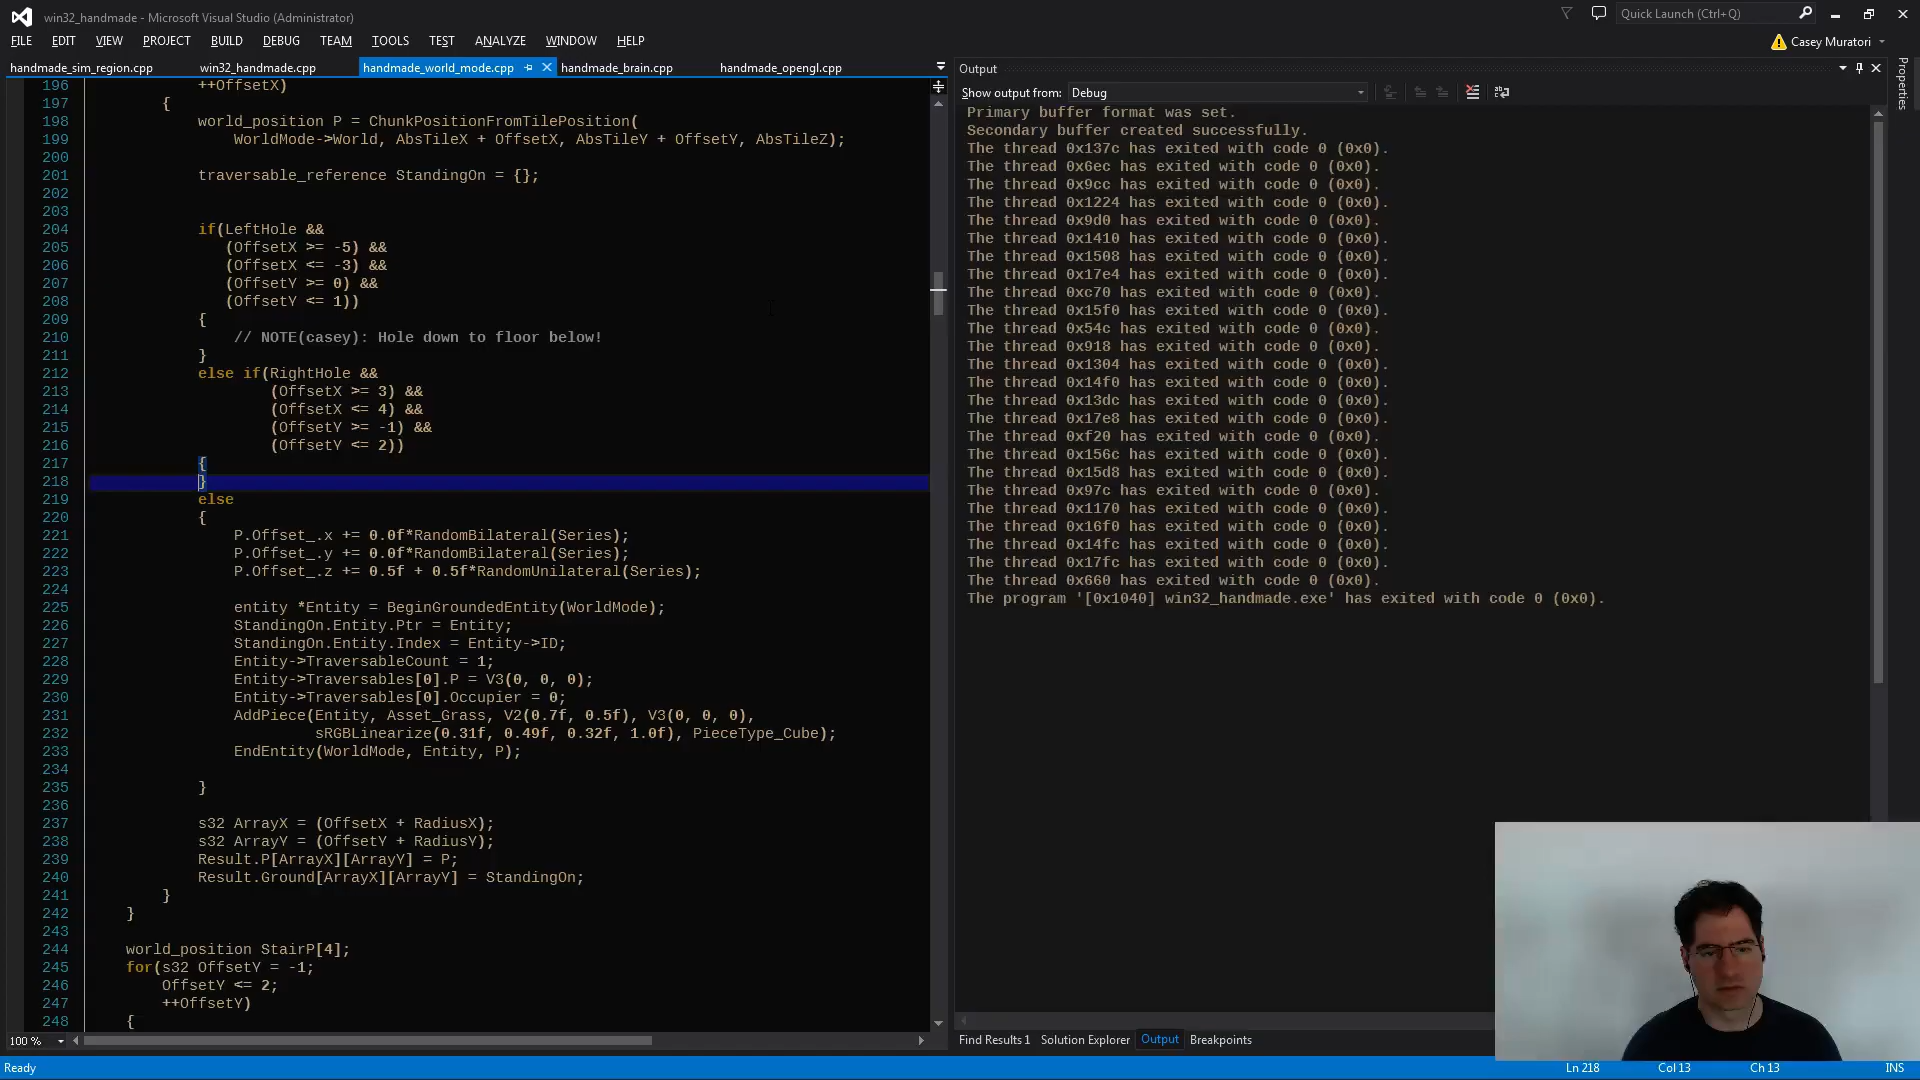 win32_handmade - Microsoft Visual Studio (Administrator)
Quick Launch (Ctrl+Q)
FILE EDIT VIEW PROJECT BUILD DEBUG TEAM TOOLS TEST ANALYZE WINDOW HELP
Casey Muratori
handmade_sim_region.cpp win32_handmade.cpp handmade_world_mode.cpp handmade_brain.cpp handmade_opengl.cpp
196 ++OffsetX)
197 {
198 world_position P = ChunkPositionFromTilePosition(
199 WorldMode->World, AbsTileX + OffsetX, AbsTileY + OffsetY, AbsTileZ);
200
201 traversable_reference StandingOn = {};
202
203
204 if(LeftHole &&
205 (OffsetX >= -5) &&
206 (OffsetX <= -3) &&
207 (OffsetY >= 0) &&
208 (OffsetY <= 1))
209 {
210 // NOTE(casey): Hole down to floor below!
211 }
212 else if(RightHole &&
213 (OffsetX >= 3) &&
214 (OffsetX <= 4) &&
215 (OffsetY >= -1) &&
216 (OffsetY <= 2))
217 {
218 }
219 else
220 {
221 P.Offset_.x += 0.0f*RandomBilateral(Series);
222 P.Offset_.y += 0.0f*RandomBilateral(Series);
223 P.Offset_.z += 0.5f + 0.5f*RandomUnilateral(Series);
224
225 entity *Entity = BeginGroundedEntity(WorldMode);
226 StandingOn.Entity.Ptr = Entity;
227 StandingOn.Entity.Index = Entity->ID;
228 Entity->TraversableCount = 1;
229 Entity->Traversables[0].P = V3(0, 0, 0);
230 Entity->Traversables[0].Occupier = 0;
231 AddPiece(Entity, Asset_Grass, V2(0.7f, 0.5f), V3(0, 0, 0),
232 sRGBLinearize(0.31f, 0.49f, 0.32f, 1.0f), PieceType_Cube);
233 EndEntity(WorldMode, Entity, P);
234
235 }
236
237 s32 ArrayX = (OffsetX + RadiusX);
238 s32 ArrayY = (OffsetY + RadiusY);
239 Result.P[ArrayX][ArrayY] = P;
240 Result.Ground[ArrayX][ArrayY] = StandingOn;
241 }
242 }
243
244 world_position StairP[4];
245 for(s32 OffsetY = -1;
246 OffsetY <= 2;
247 ++OffsetY)
248 {
100 %
Output
Show output from: Debug
Primary buffer format was set.
Secondary buffer created successfully.
The thread 0x137c has exited with code 0 (0x0).
The thread 0x6ec has exited with code 0 (0x0).
The thread 0x9cc has exited with code 0 (0x0).
The thread 0x1224 has exited with code 0 (0x0).
The thread 0x9d0 has exited with code 0 (0x0).
The thread 0x1410 has exited with code 0 (0x0).
The thread 0x1508 has exited with code 0 (0x0).
The thread 0x17e4 has exited with code 0 (0x0).
The thread 0xc70 has exited with code 0 (0x0).
The thread 0x15f0 has exited with code 0 (0x0).
The thread 0x54c has exited with code 0 (0x0).
The thread 0x918 has exited with code 0 (0x0).
The thread 0x1304 has exited with code 0 (0x0).
The thread 0x14f0 has exited with code 0 (0x0).
The thread 0x13dc has exited with code 0 (0x0).
The thread 0x17e8 has exited with code 0 (0x0).
The thread 0xf20 has exited with code 0 (0x0).
The thread 0x156c has exited with code 0 (0x0).
The thread 0x15d8 has exited with code 0 (0x0).
The thread 0x97c has exited with code 0 (0x0).
The thread 0x1170 has exited with code 0 (0x0).
The thread 0x16f0 has exited with code 0 (0x0).
The thread 0x14fc has exited with code 0 (0x0).
The thread 0x17fc has exited with code 0 (0x0).
The thread 0x660 has exited with code 0 (0x0).
The program '[0x1040] win32_handmade.exe' has exited with code 0 (0x0).
Find Results 1 Solution Explorer Output Breakpoints
Properties
Ready Ln 218 Col 13 Ch 13 INS